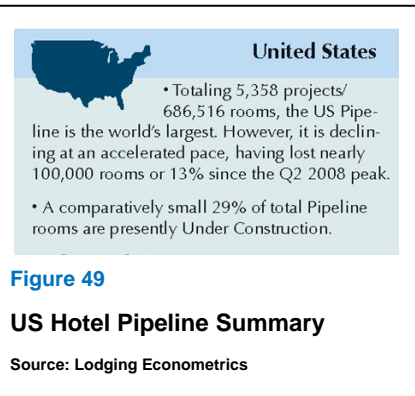 United States
• Totaling 5,358 projects/
686,516 rooms, the US Pipe-
line is the world's largest. However, it is declin-
ing at an accelerated pace, having lost nearly
100,000 rooms or 13% since the Q2 2008 peak.
• A comparatively small 29% of total Pipeline
rooms are presently Under Construction.
Figure 49
US Hotel Pipeline Summary
Source: Lodging Econometrics